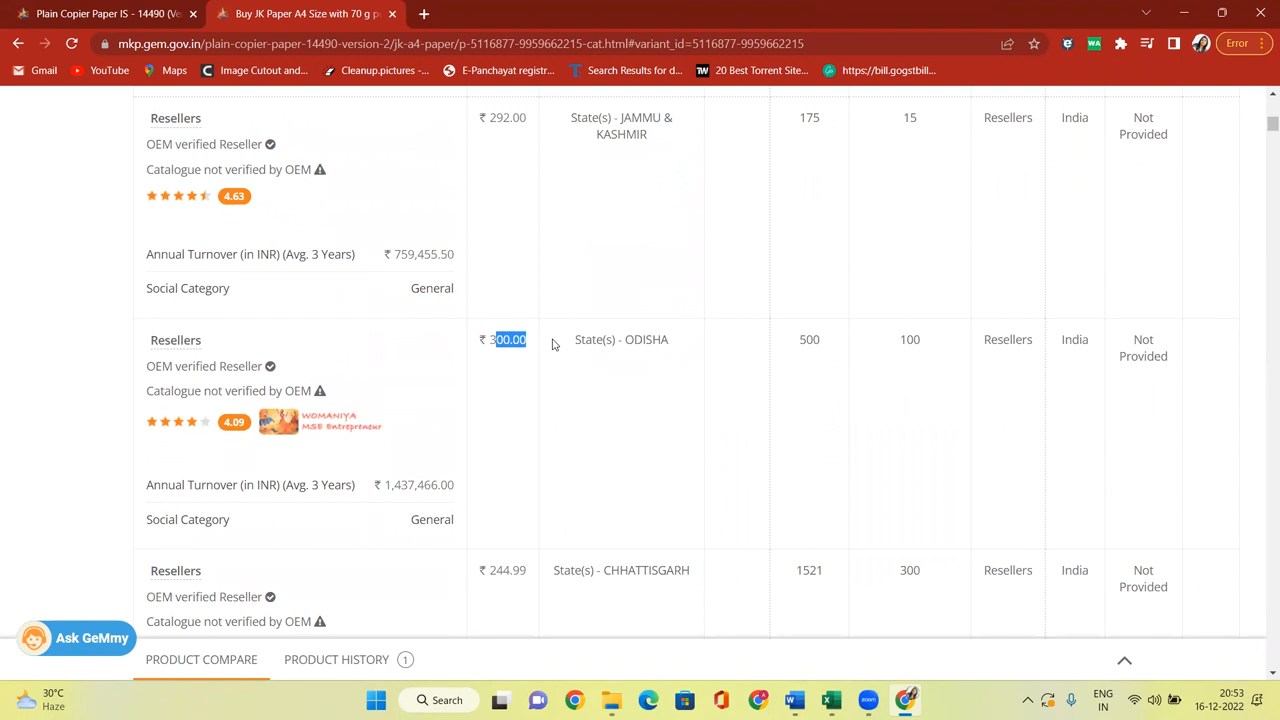 Plain Copier Paper IS - 14490 (Ver
Buy JK Paper A4 Size with 70 g p
mkp.gem.gov.in/plain-copier-paper-14490-version-2/jk-a4-paper/p-5116877-9959662215-cat.html#variant_id=5116877-9959662215
Error
Gmail
YouTube
Maps
Image Cutout and...
Cleanup.pictures -...
E-Panchayat registr...
Search Results for d...
20 Best Torrent Site...
https://bill.gogstbill...
Resellers
₹ 292.00
State(s) - JAMMU &
KASHMIR
175
15
Resellers
India
Not
Provided
OEM verified Reseller
Catalogue not verified by OEM
4.63
Annual Turnover (in INR) (Avg. 3 Years)
₹ 759,455.50
Social Category
General
Resellers
₹ 300.00
State(s) - ODISHA
500
100
Resellers
India
Not
Provided
OEM verified Reseller
Catalogue not verified by OEM
4.09
WOMANIYA
MSE Entrepreneur
Annual Turnover (in INR) (Avg. 3 Years)
₹ 1,437,466.00
Social Category
General
Resellers
₹ 244.99
State(s) - CHHATTISGARH
1521
300
Resellers
India
Not
Provided
OEM verified Reseller
Catalogue not verified by OEM
Ask GeMmy
PRODUCT COMPARE
PRODUCT HISTORY
1
30°C
Haze
Search
ENG
IN
20:53
16-12-2022